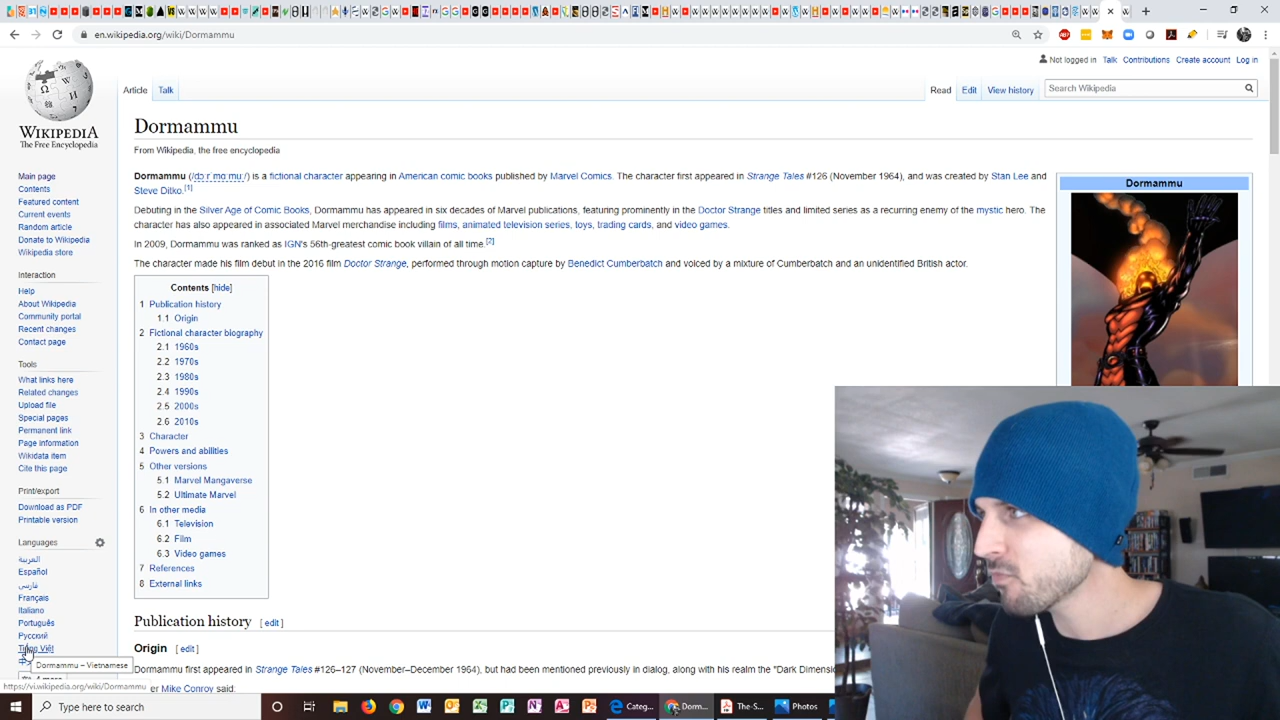 en.wikipedia.org/wiki/Dormammu
Not logged in Talk Contributions Create account Log in
Article Talk
Read Edit View history
Search Wikipedia
WIKIPEDIA
The Free Encyclopedia
Dormammu
From Wikipedia, the free encyclopedia
Dormammu (/dɔːrˈmɑːmuː/) is a fictional character appearing in American comic books published by Marvel Comics. The character first appeared in Strange Tales #126 (November 1964), and was created by Stan Lee and
Steve Ditko.[1]
Debuting in the Silver Age of Comic Books, Dormammu has appeared in six decades of Marvel publications, featuring prominently in the Doctor Strange titles and limited series as a recurring enemy of the mystic hero. The
character has also appeared in associated Marvel merchandise including films, animated television series, toys, trading cards, and video games.
In 2009, Dormammu was ranked as IGN's 56th-greatest comic book villain of all time.[2]
The character made his film debut in the 2016 film Doctor Strange, performed through motion capture by Benedict Cumberbatch and voiced by a mixture of Cumberbatch and an unidentified British actor.
Dormammu
Contents [hide]
1 Publication history
1.1 Origin
2 Fictional character biography
2.1 1960s
2.2 1970s
2.3 1980s
2.4 1990s
2.5 2000s
2.6 2010s
3 Character
4 Powers and abilities
5 Other versions
5.1 Marvel Mangaverse
5.2 Ultimate Marvel
6 In other media
6.1 Television
6.2 Film
6.3 Video games
7 References
8 External links
Publication history [ edit ]
Origin [ edit ]
Dormammu first appeared in Strange Tales #126–127 (November–December 1964), but had been mentioned previously in dialog, along with his realm the "Dark Dimensio
er Mike Conroy said:
Main page
Contents
Featured content
Current events
Random article
Donate to Wikipedia
Wikipedia store
Interaction
Help
About Wikipedia
Community portal
Recent changes
Contact page
Tools
What links here
Related changes
Upload file
Special pages
Permanent link
Page information
Wikidata item
Cite this page
Print/export
Download as PDF
Printable version
Languages
العربية
Español
فارسی
Français
Italiano
Português
Русский
Tiếng Việt
Dormammu – Vietnamese
https://vi.wikipedia.org/wiki/Dormammu
Type here to search
Categ...
Dorm...
The-S...
Photos